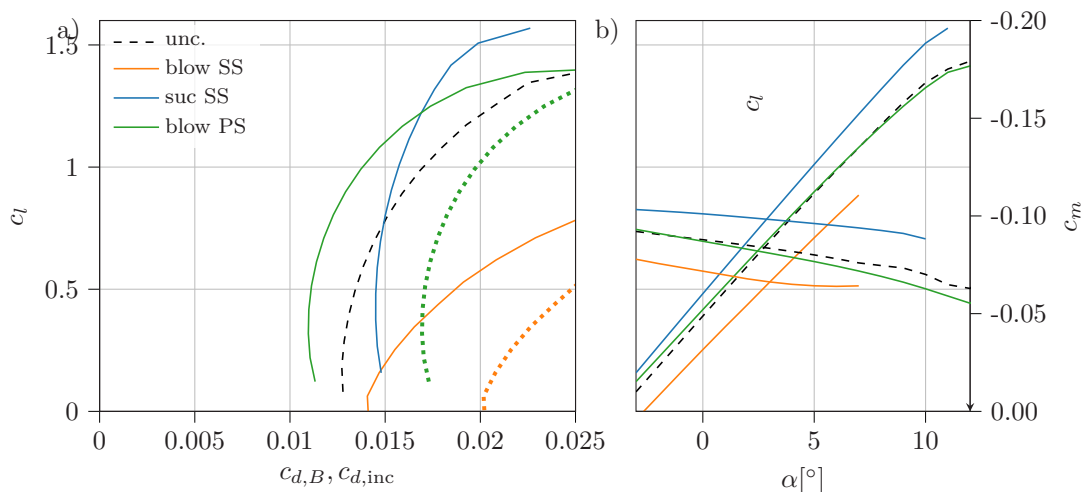 a)
unc.
blow SS
suc SS
blow PS
1.5
1
0.5
0
c_l
0
0.005
0.01
0.015
0.02
0.025
c_{d,B}, c_{d,inc}
b)
c_l
-0.20
-0.15
-0.10
-0.05
0.00
c_m
0
5
10
α[°]